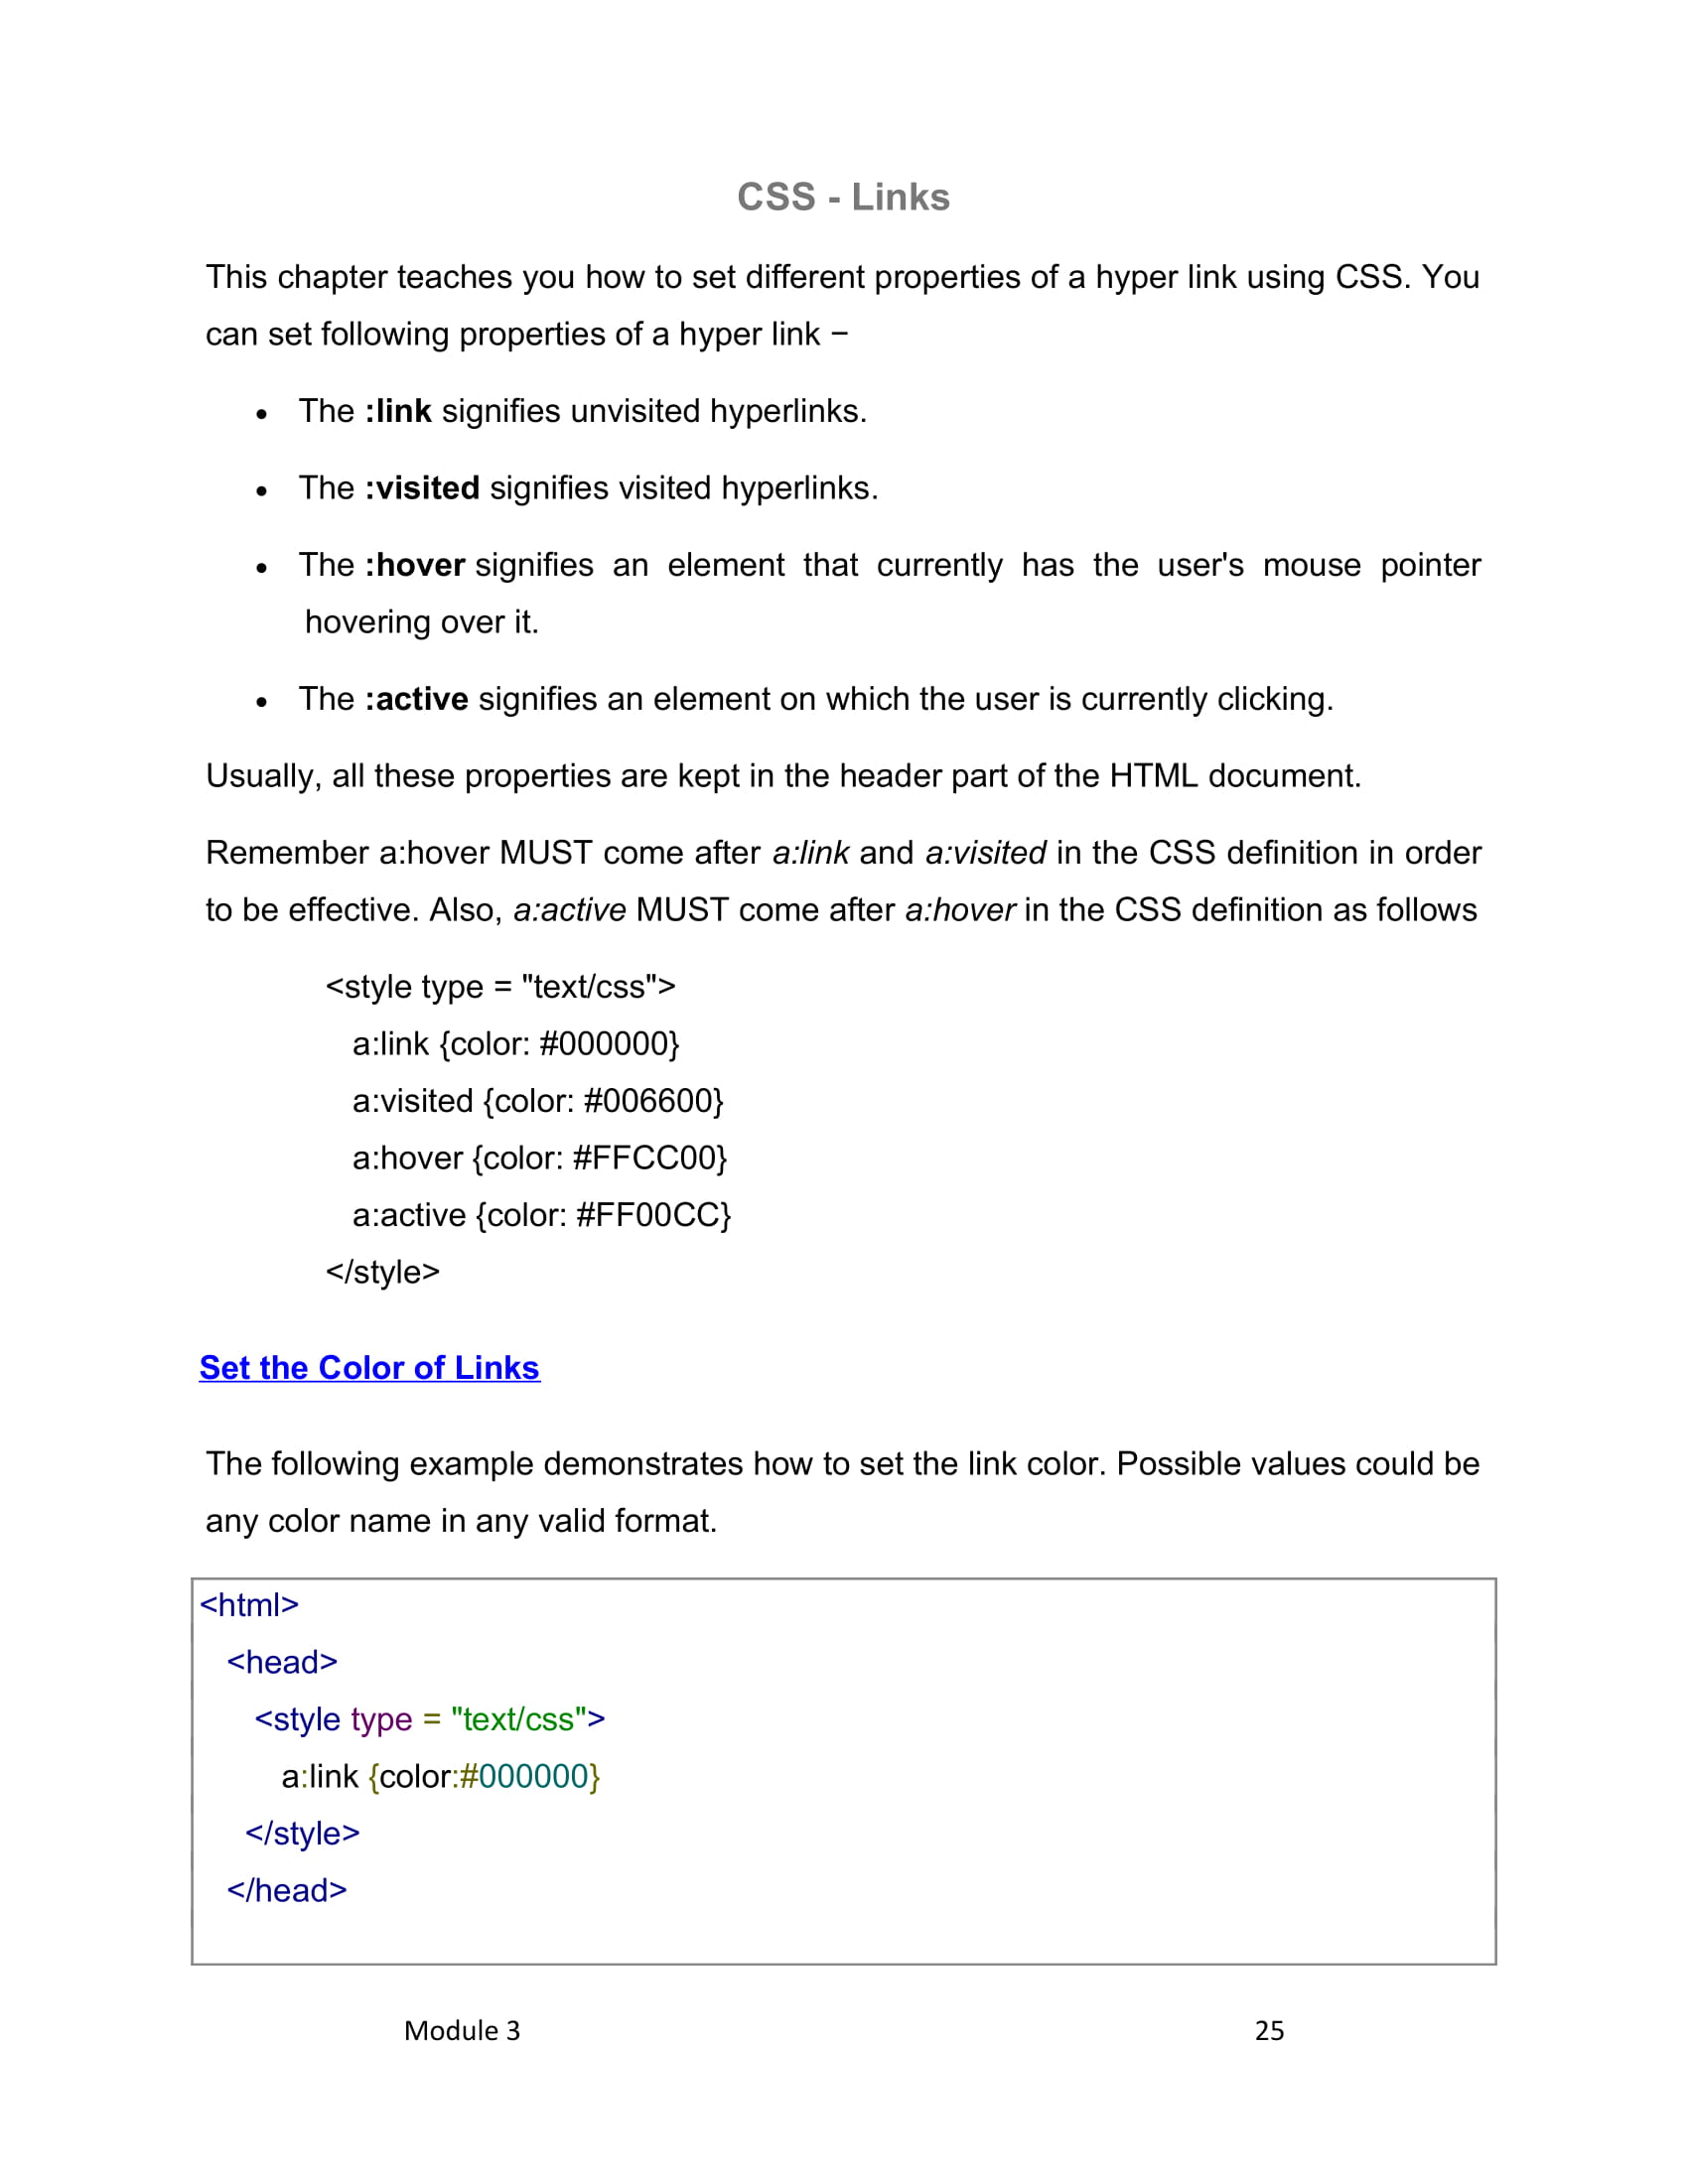 CSS - Links
This chapter teaches you how to set different properties of a hyper link using CSS. You
can set following properties of a hyper link −
• The :link signifies unvisited hyperlinks.
• The :visited signifies visited hyperlinks.
• The :hover signifies an element that currently has the user's mouse pointer
hovering over it.
• The :active signifies an element on which the user is currently clicking.
Usually, all these properties are kept in the header part of the HTML document.
Remember a:hover MUST come after a:link and a:visited in the CSS definition in order
to be effective. Also, a:active MUST come after a:hover in the CSS definition as follows
<style type = "text/css">
a:link {color: #000000}
a:visited {color: #006600}
a:hover {color: #FFCC00}
a:active {color: #FF00CC}
</style>
Set the Color of Links
The following example demonstrates how to set the link color. Possible values could be
any color name in any valid format.
<html>
<head>
<style type = "text/css">
a:link {color:#000000}
</style>
</head>
Module 3 25